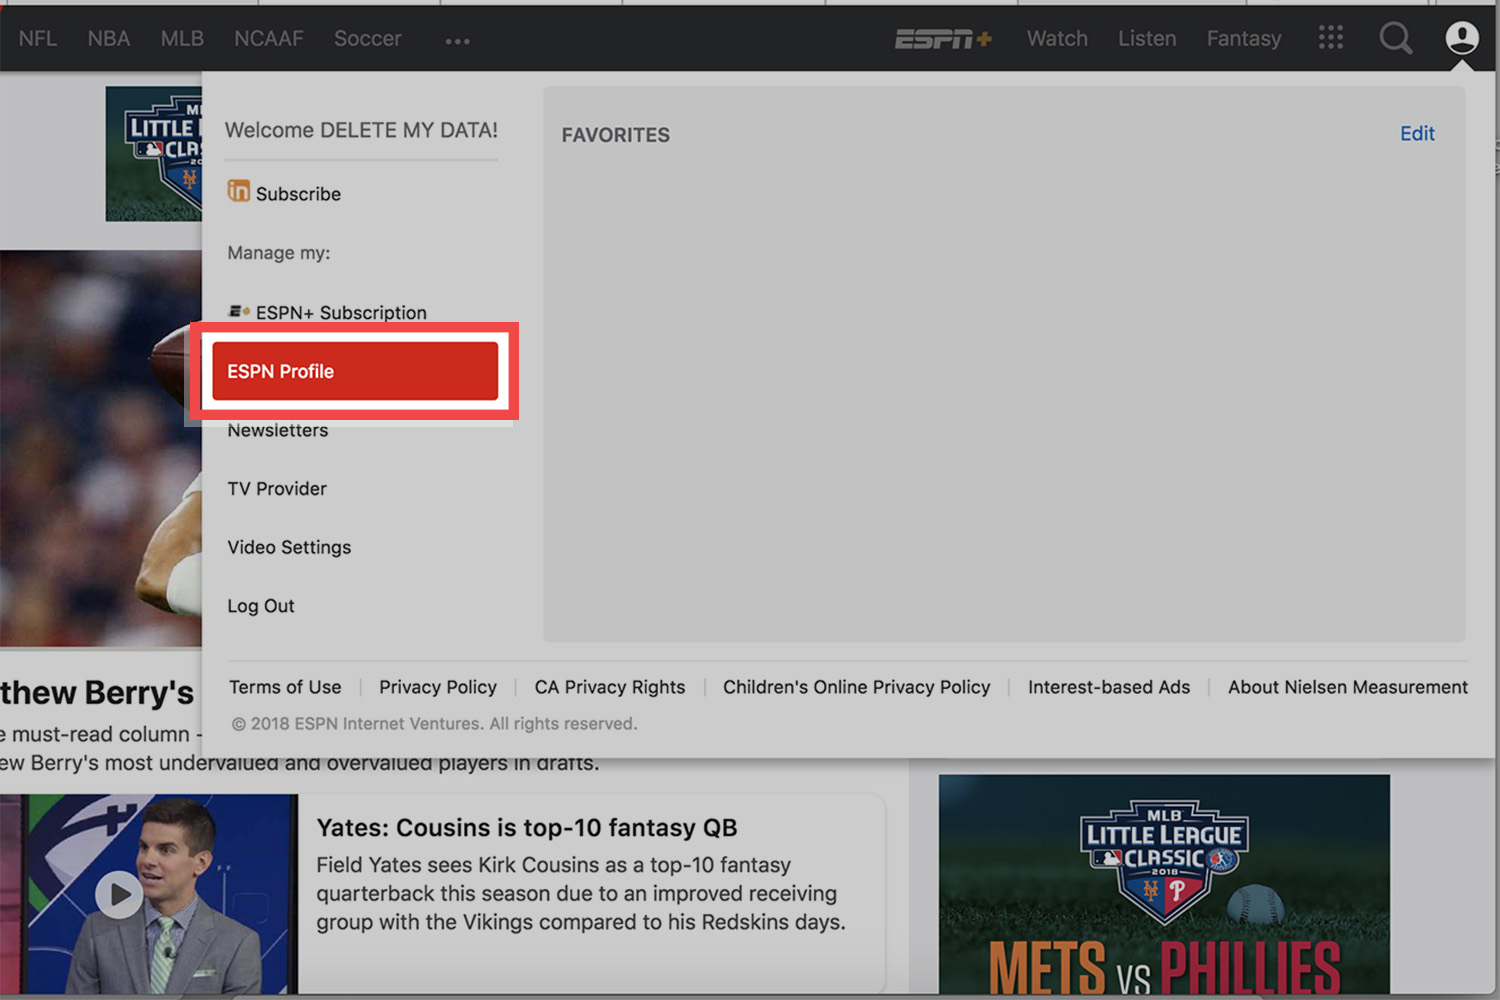 NFL NBA MLB NCAAF Soccer ... ESPN+ Watch Listen Fantasy
LITTLE
CLA
20
Welcome DELETE MY DATA!
FAVORITES Edit
in Subscribe
Manage my:
E+ ESPN+ Subscription
ESPN Profile
Newsletters
TV Provider
Video Settings
Log Out
Terms of Use | Privacy Policy | CA Privacy Rights | Children's Online Privacy Policy | Interest-based Ads | About Nielsen Measurement
© 2018 ESPN Internet Ventures. All rights reserved.
thew Berry's
e must-read column -
ew Berry's most undervalued and overvalued players in drafts.
Yates: Cousins is top-10 fantasy QB
Field Yates sees Kirk Cousins as a top-10 fantasy
quarterback this season due to an improved receiving
group with the Vikings compared to his Redskins days.
MLB
LITTLE LEAGUE
CLASSIC
2018
NY P
METS VS PHILLIES